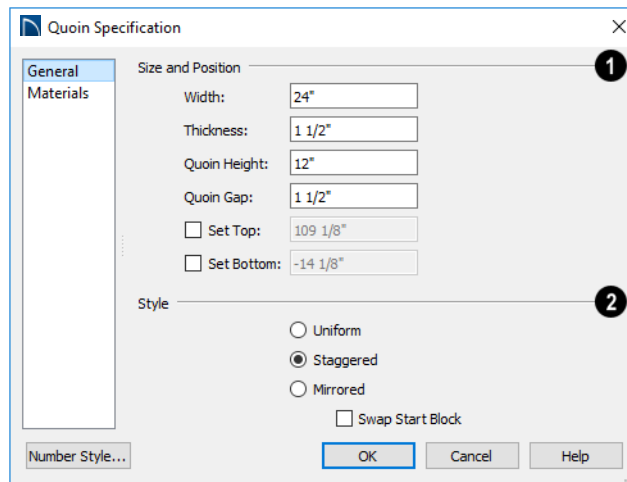 Quoin Specification
General
Materials
Size and Position
1
Width: 24"
Thickness: 1 1/2"
Quoin Height: 12"
Quoin Gap: 1 1/2"
Set Top: 109 1/8"
Set Bottom: -14 1/8"
Style
2
Uniform
Staggered
Mirrored
Swap Start Block
Number Style...
OK
Cancel
Help